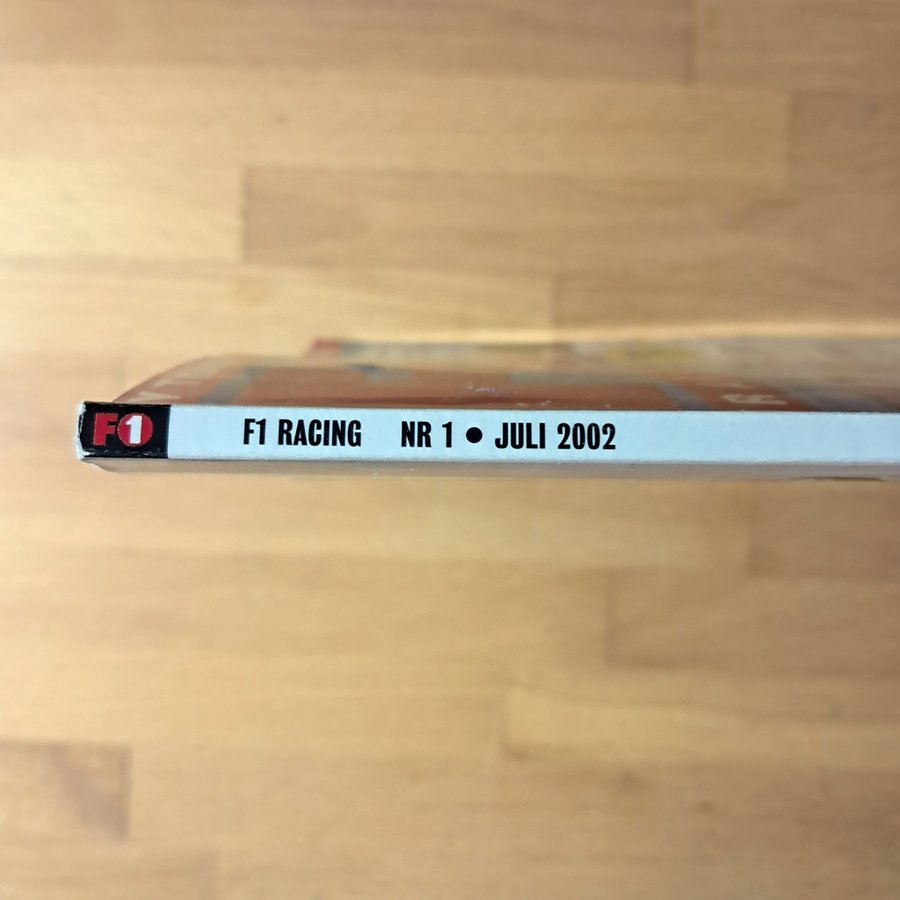 F1 F1 RACING NR 1 • JULI 2002